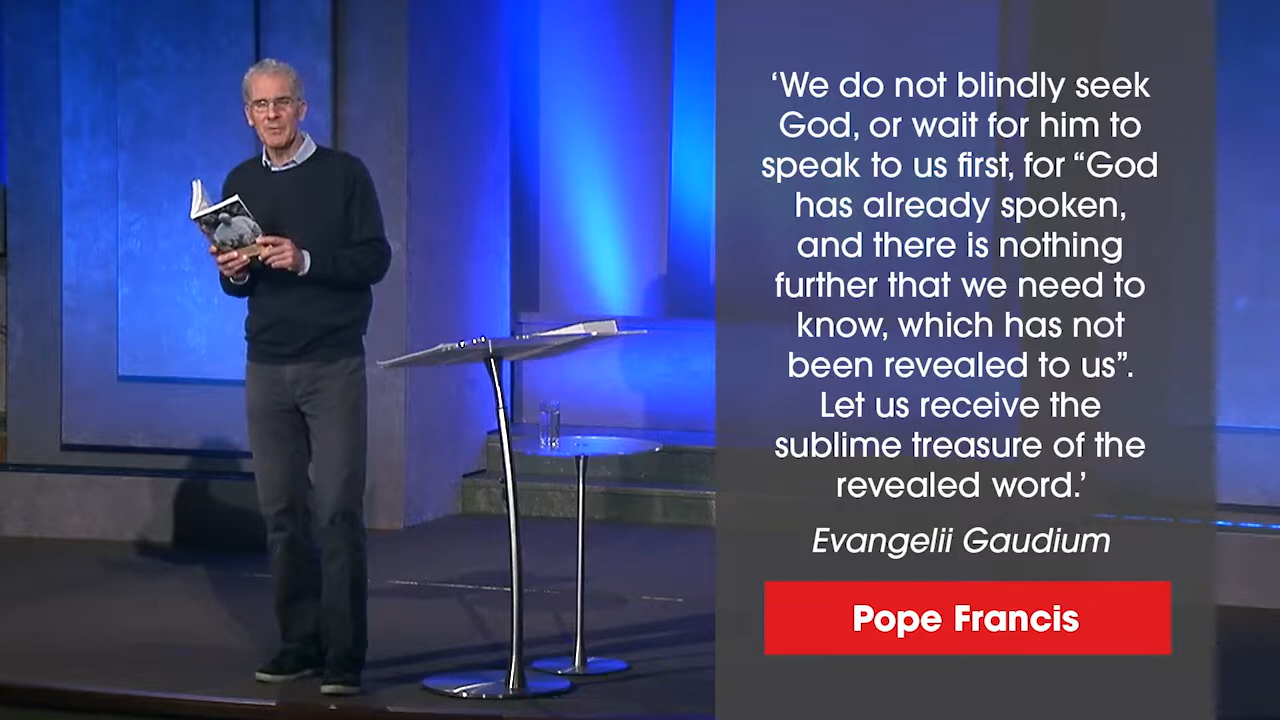 ‘We do not blindly seek
God, or wait for him to
speak to us first, for “God
has already spoken,
and there is nothing
further that we need to
know, which has not
been revealed to us”.
Let us receive the
sublime treasure of the
revealed word.’
Evangelii Gaudium
Pope Francis